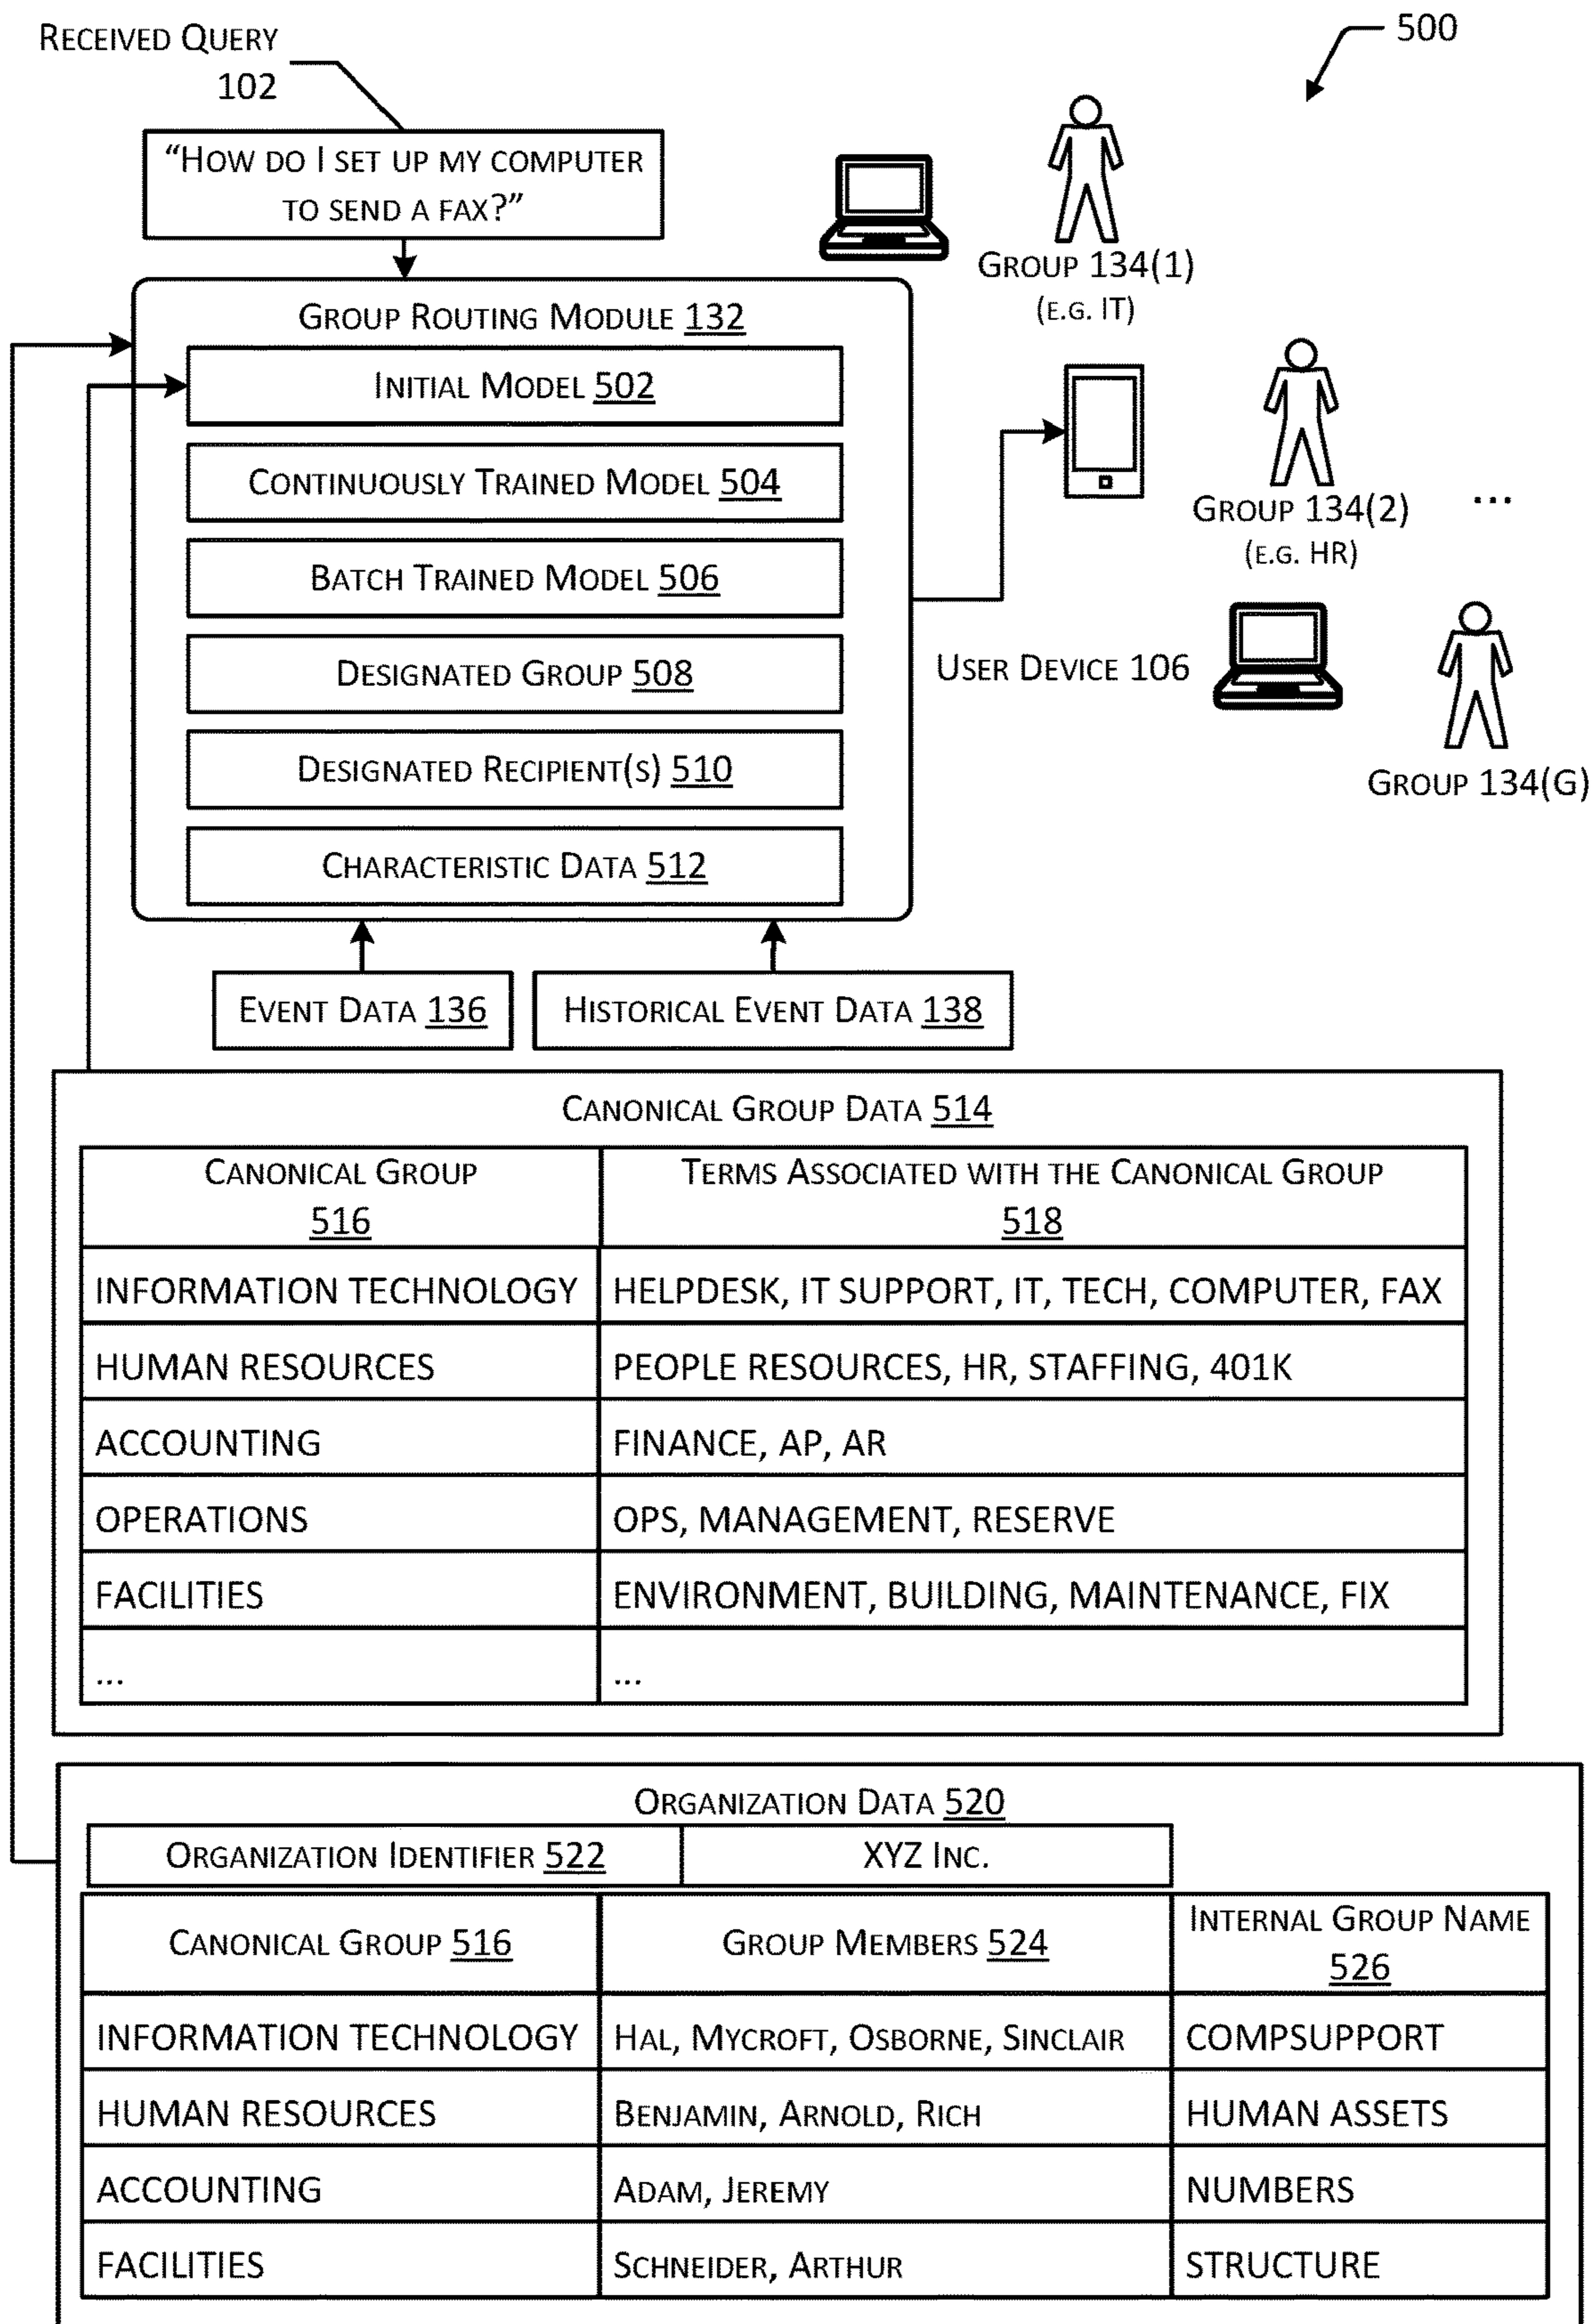 RECEIVED QUERY
102
500
“HOW DO I SET UP MY COMPUTER
TO SEND A FAX?”
GROUP 134(1)
(E.G. IT)
GROUP ROUTING MODULE 132
INITIAL MODEL 502
CONTINUOUSLY TRAINED MODEL 504
BATCH TRAINED MODEL 506
DESIGNATED GROUP 508
DESIGNATED RECIPIENT(S) 510
CHARACTERISTIC DATA 512
GROUP 134(2)
(E.G. HR)
...
USER DEVICE 106
GROUP 134(G)
EVENT DATA 136
HISTORICAL EVENT DATA 138
CANONICAL GROUP DATA 514
CANONICAL GROUP
516
TERMS ASSOCIATED WITH THE CANONICAL GROUP
518
INFORMATION TECHNOLOGY
HELPDESK, IT SUPPORT, IT, TECH, COMPUTER, FAX
HUMAN RESOURCES
PEOPLE RESOURCES, HR, STAFFING, 401K
ACCOUNTING
FINANCE, AP, AR
OPERATIONS
OPS, MANAGEMENT, RESERVE
FACILITIES
ENVIRONMENT, BUILDING, MAINTENANCE, FIX
...
...
ORGANIZATION DATA 520
ORGANIZATION IDENTIFIER 522
XYZ INC.
CANONICAL GROUP 516
GROUP MEMBERS 524
INTERNAL GROUP NAME
526
INFORMATION TECHNOLOGY
HAL, MYCROFT, OSBORNE, SINCLAIR
COMPSUPPORT
HUMAN RESOURCES
BENJAMIN, ARNOLD, RICH
HUMAN ASSETS
ACCOUNTING
ADAM, JEREMY
NUMBERS
FACILITIES
SCHNEIDER, ARTHUR
STRUCTURE